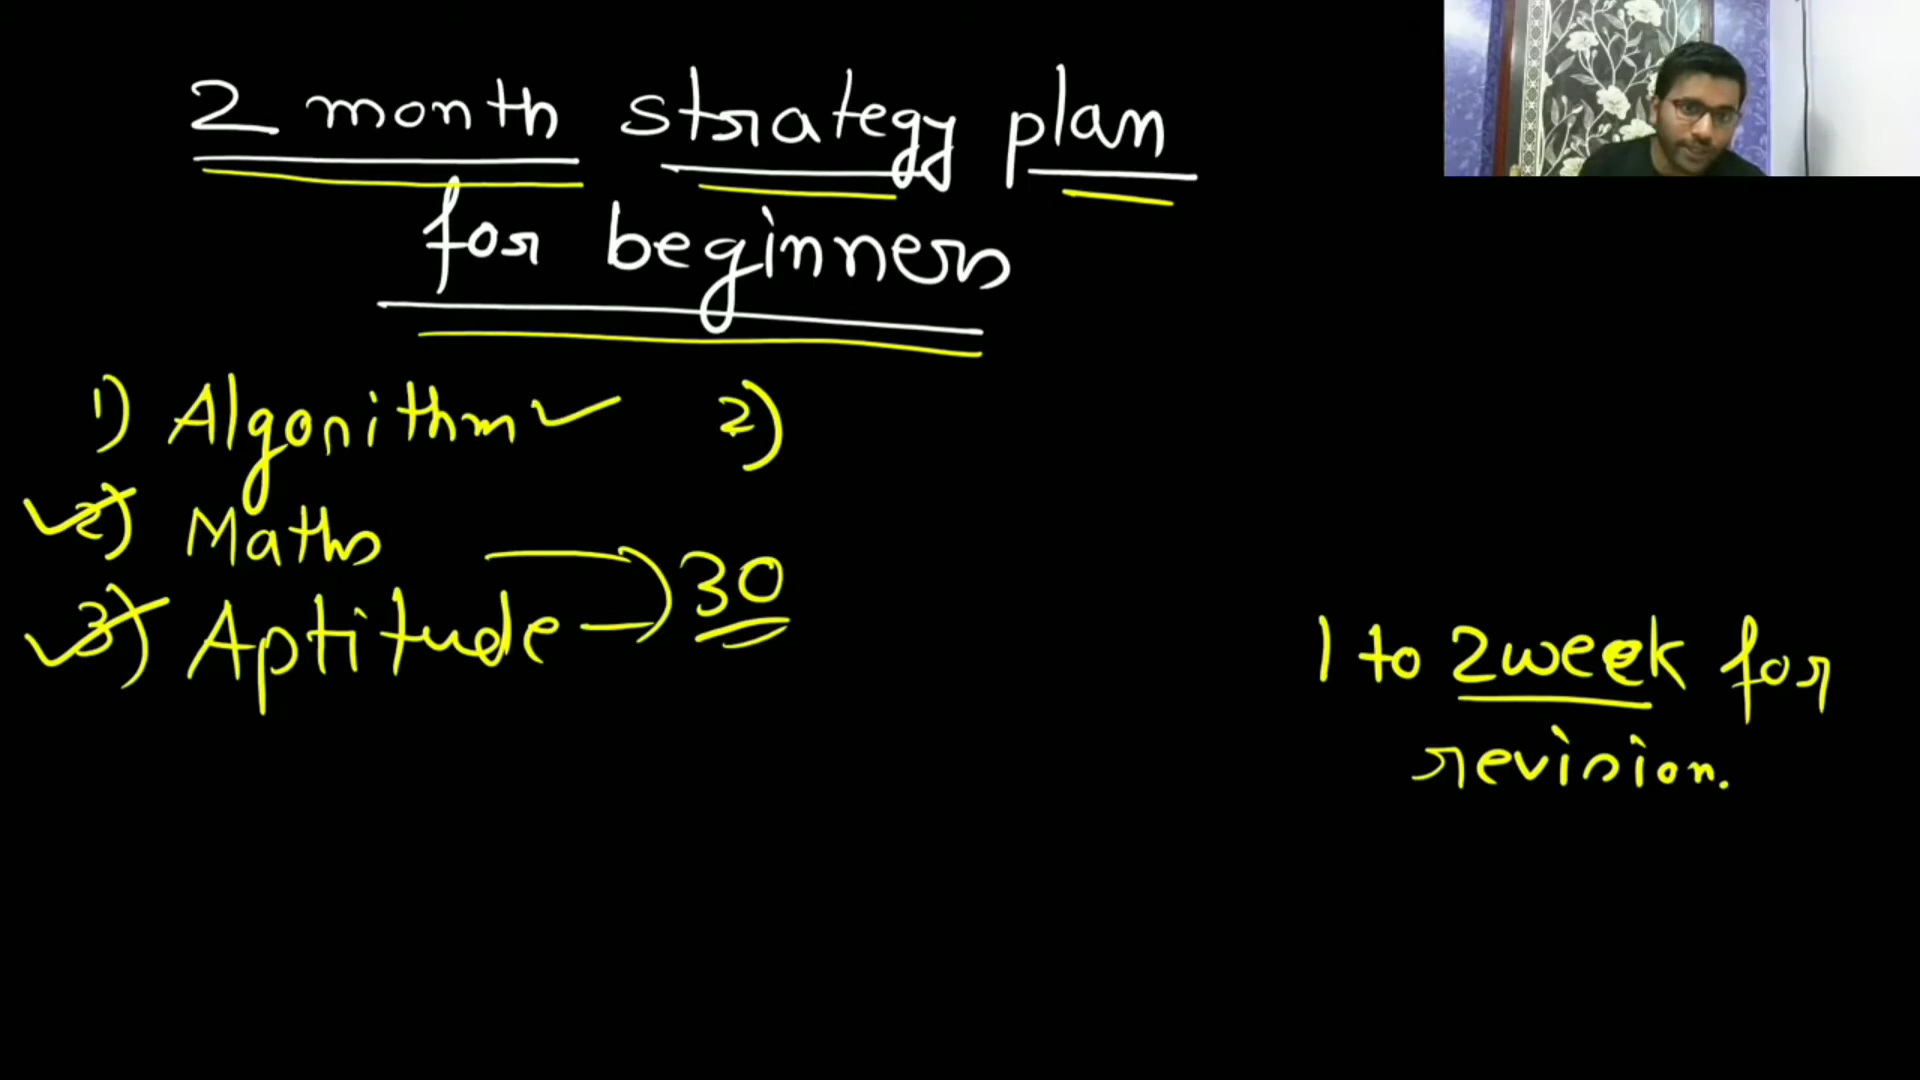 2 month strategy plan
for beginners
1) Algorithm 2)
2) Maths
3) Aptitude 30
1 to 2week for
revision.